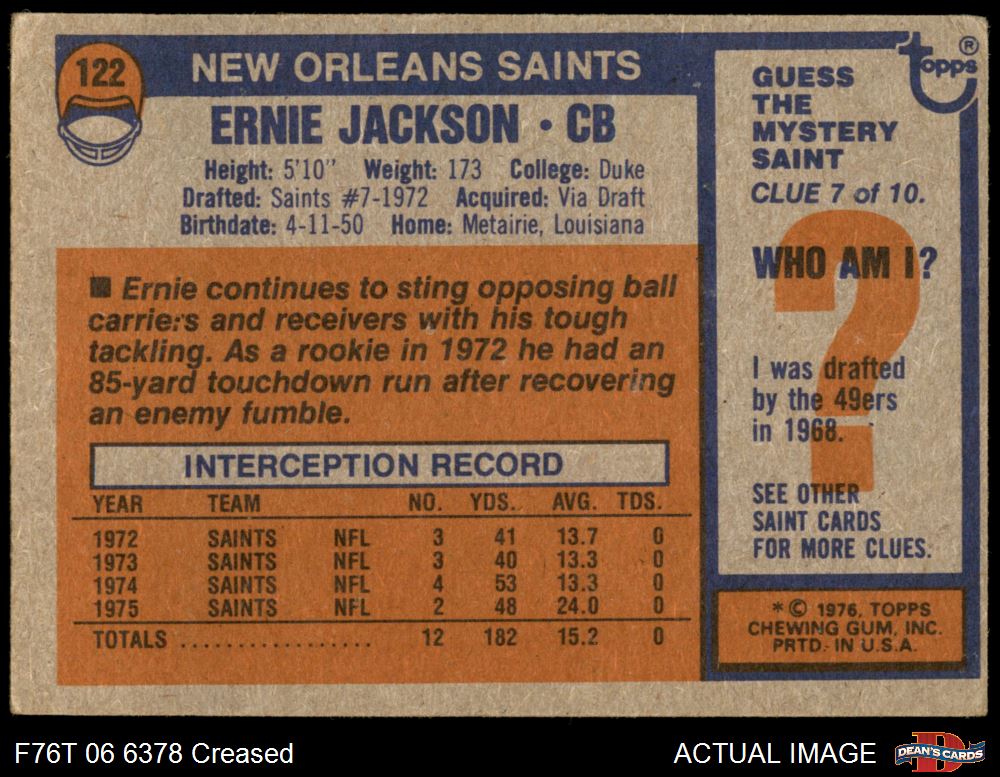 122
NEW ORLEANS SAINTS
ERNIE JACKSON • CB
Height: 5'10" Weight: 173 College: Duke
Drafted: Saints #7-1972 Acquired: Via Draft
Birthdate: 4-11-50 Home: Metairie, Louisiana
■ Ernie continues to sting opposing ball
carriers and receivers with his tough
tackling. As a rookie in 1972 he had an
85-yard touchdown run after recovering
an enemy fumble.
INTERCEPTION RECORD
YEAR TEAM NO. YDS. AVG. TDS.
1972 SAINTS NFL 3 41 13.7 0
1973 SAINTS NFL 3 40 13.3 0
1974 SAINTS NFL 4 53 13.3 0
1975 SAINTS NFL 2 48 24.0 0
TOTALS .................. 12 182 15.2 0
topps ®
GUESS
THE
MYSTERY
SAINT
CLUE 7 of 10.
WHO AM I?
?
I was drafted
by the 49ers
in 1968.
SEE OTHER
SAINT CARDS
FOR MORE CLUES.
* © 1976, TOPPS
CHEWING GUM, INC.
PRTD. IN U.S.A.
F76T 06 6378 Creased
ACTUAL IMAGE
D
DEAN'S CARDS